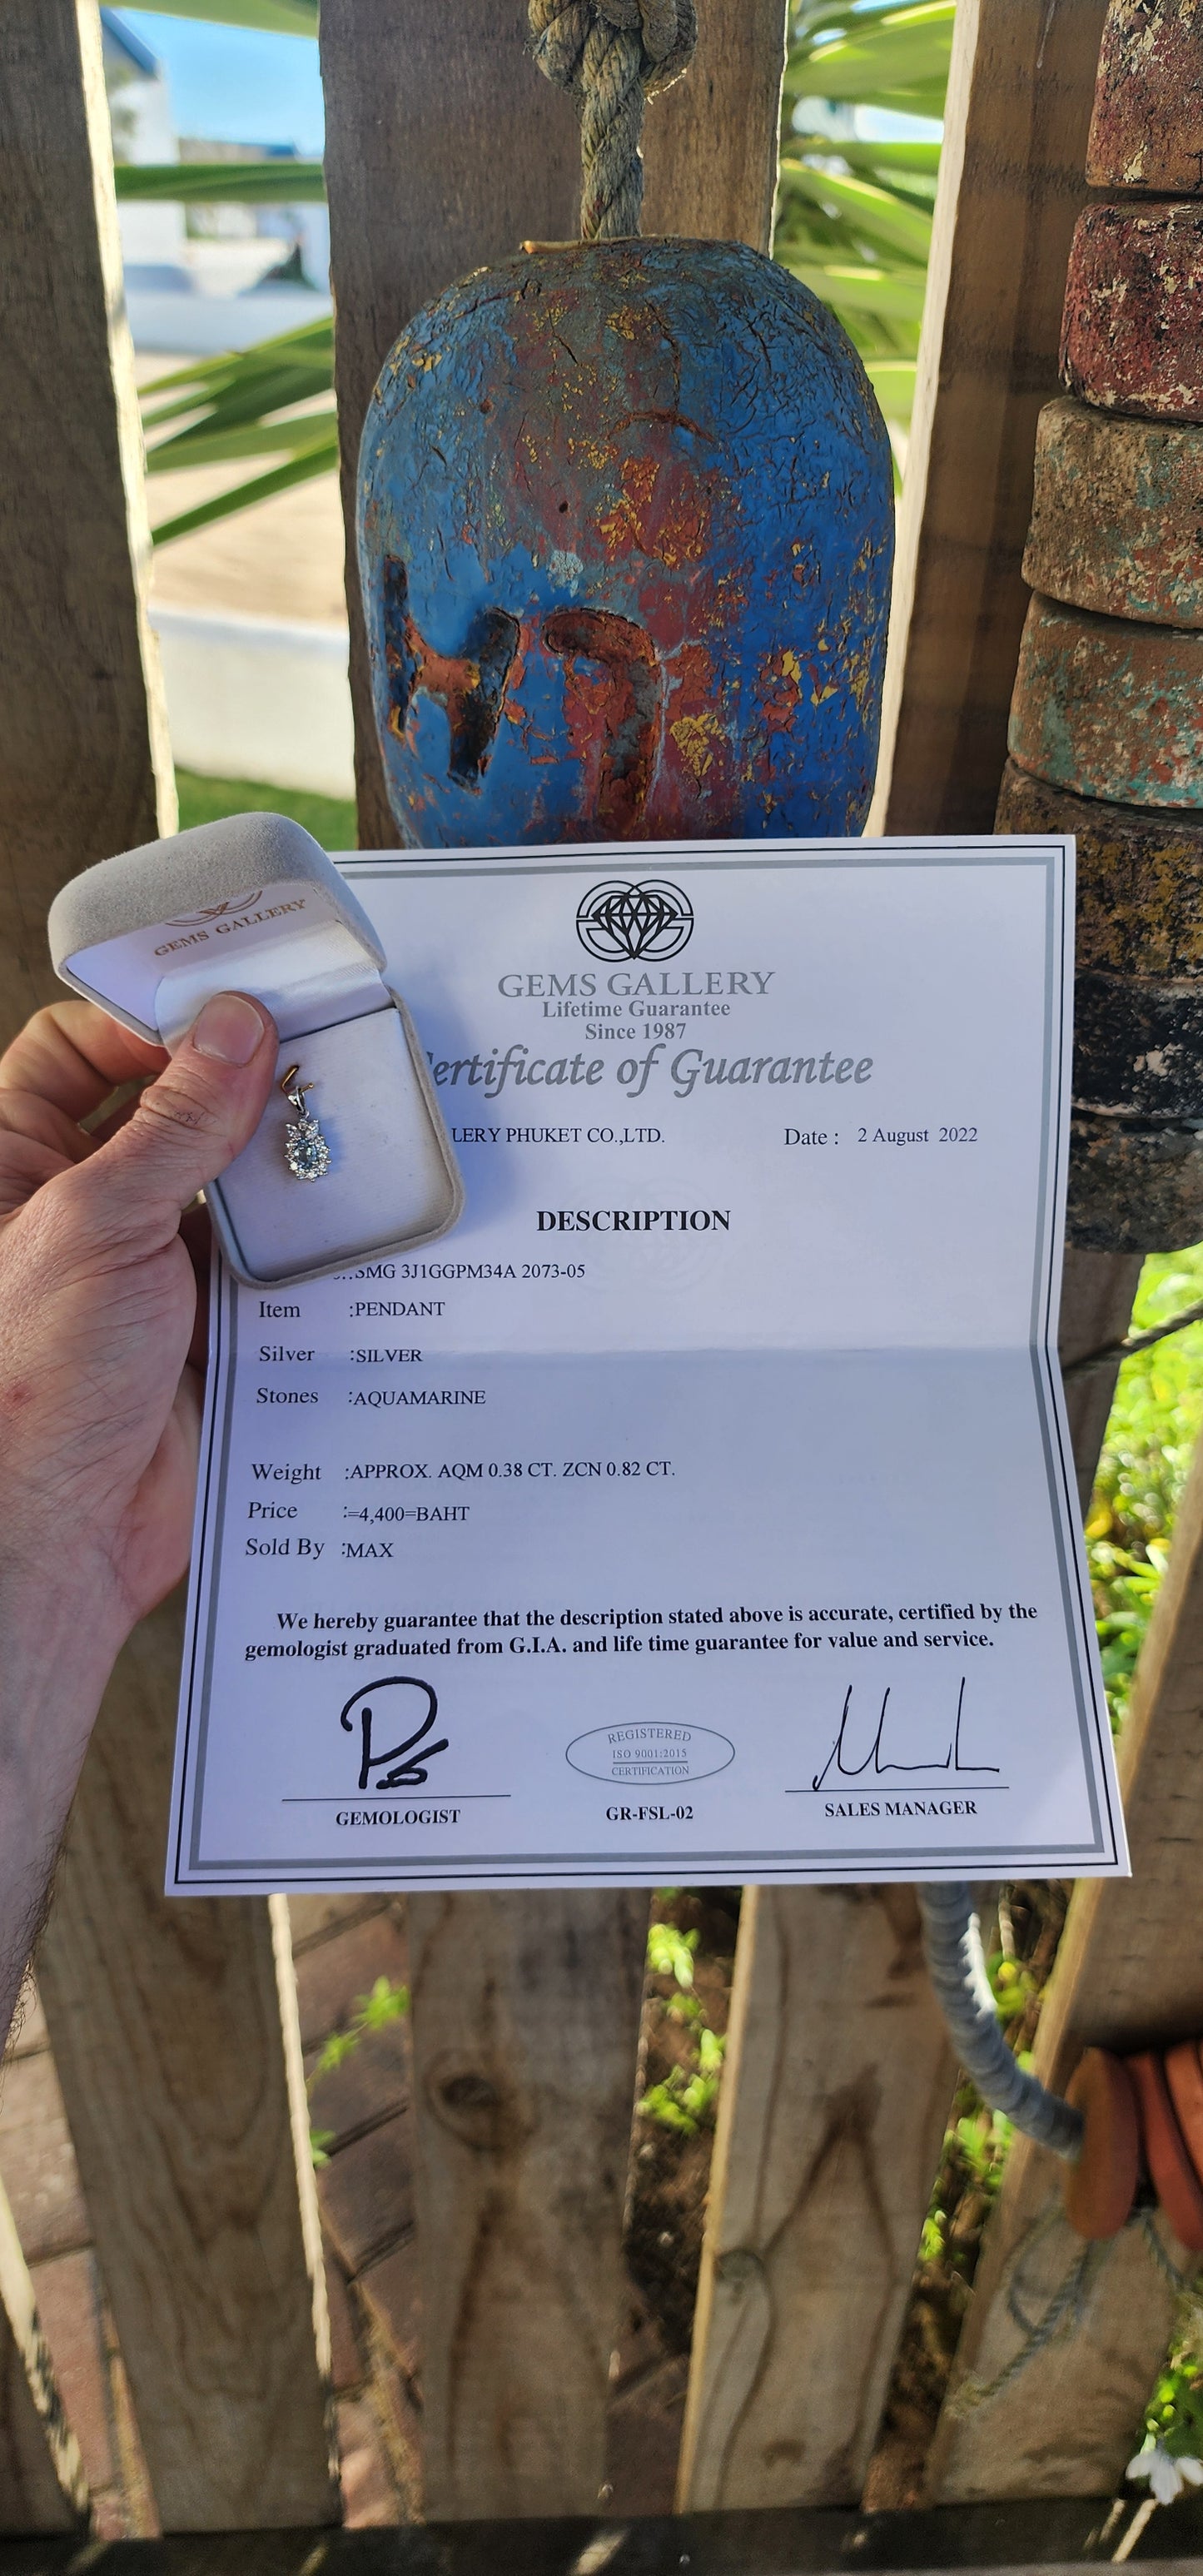 GEMS GALLERY
GEMS GALLERY
Lifetime Guarantee
Since 1987
ertificate of Guarantee
LERY PHUKET CO.,LTD.
Date : 2 August 2022
DESCRIPTION
SMG 3J1GGPM34A 2073-05
Item :PENDANT
Silver :SILVER
Stones :AQUAMARINE
Weight :APPROX. AQM 0.38 CT. ZCN 0.82 CT.
Price :=4,400=BAHT
Sold By :MAX
We hereby guarantee that the description stated above is accurate, certified by the
gemologist graduated from G.I.A. and life time guarantee for value and service.
REGISTERED
ISO 9001:2015
CERTIFICATION
GEMOLOGIST
GR-FSL-02
SALES MANAGER